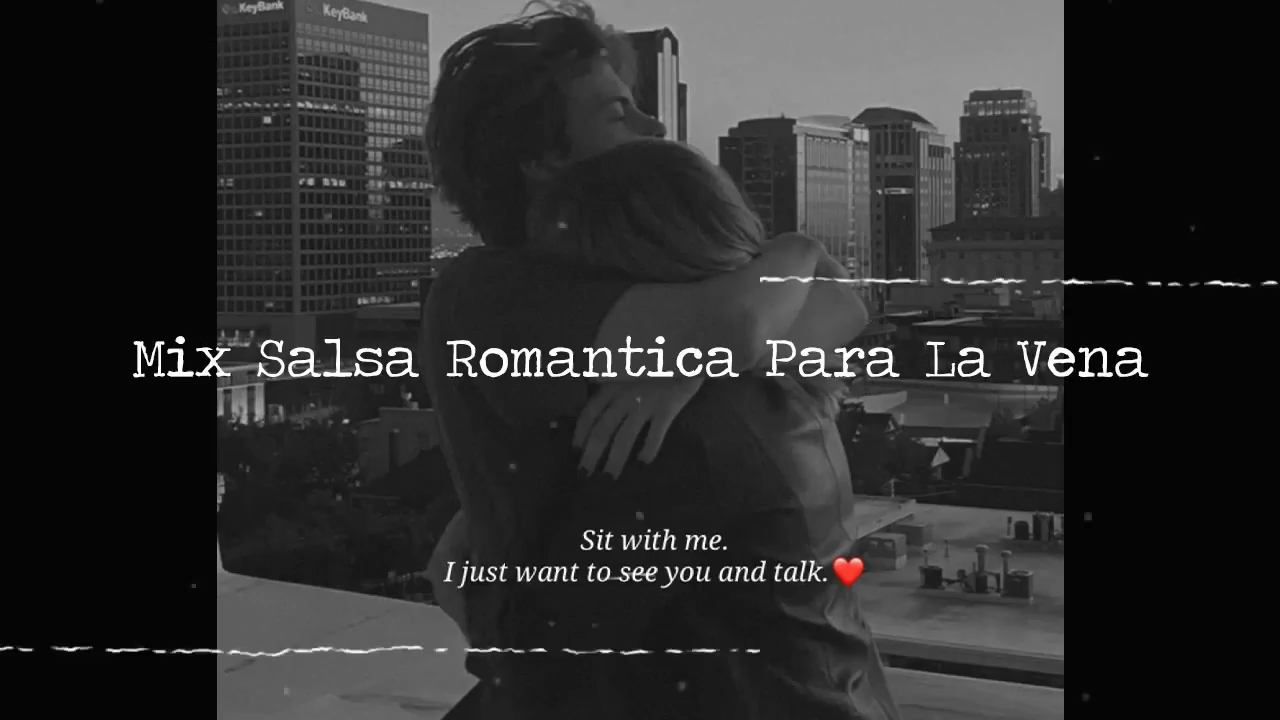 KeyBank
KeyBank
Mix Salsa Romantica Para La Vena
Sit with me.
I just want to see you and talk.❤️